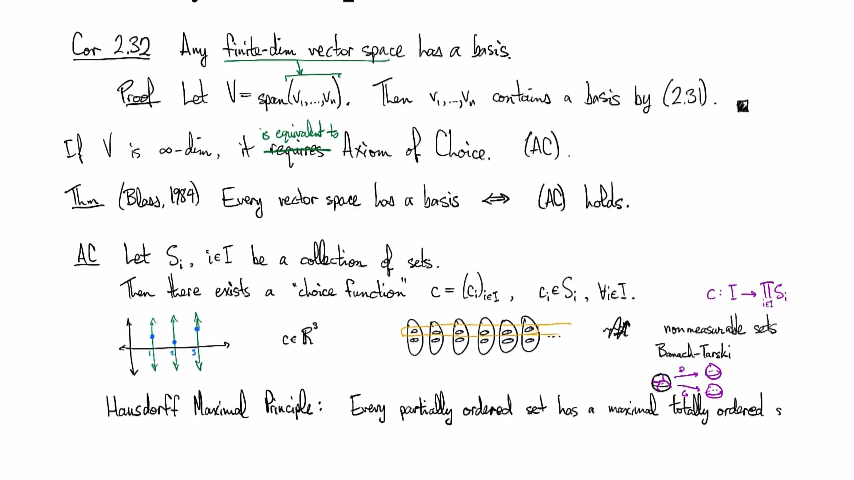 Cor 2.32 Any finite-dim vector space has a basis.
Proof Let V = span(v₁,...,vₙ). Then v₁,...,vₙ contains a basis by (2.31). ■
is equivalent to
If V is ∞-dim, it requires Axiom of Choice. (AC).
Thm (Blass, 1984) Every vector space has a basis ⇔ (AC) holds.
AC Let Sᵢ, i∈I be a collection of sets.
Then there exists a "choice function" c = (cᵢ)ᵢ∈I, cᵢ∈Sᵢ, ∀i∈I.
c: I → ∏ Sᵢ
i∈I
1 2 3
c∈ℝ³
...
nonmeasurable sets
Banach-Tarski
Hausdorff Maximal Principle: Every partially ordered set has a maximal totally ordered s